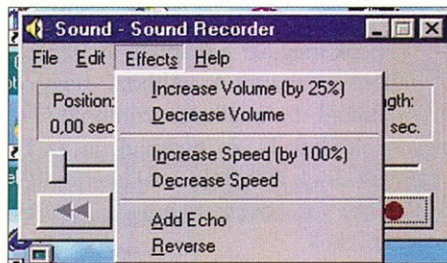 Sound - Sound Recorder
File Edit Effects Help
Position:
0,00 sec
Increase Volume (by 25%)
Decrease Volume
Increase Speed (by 100%)
Decrease Speed
Add Echo
Reverse
sec.